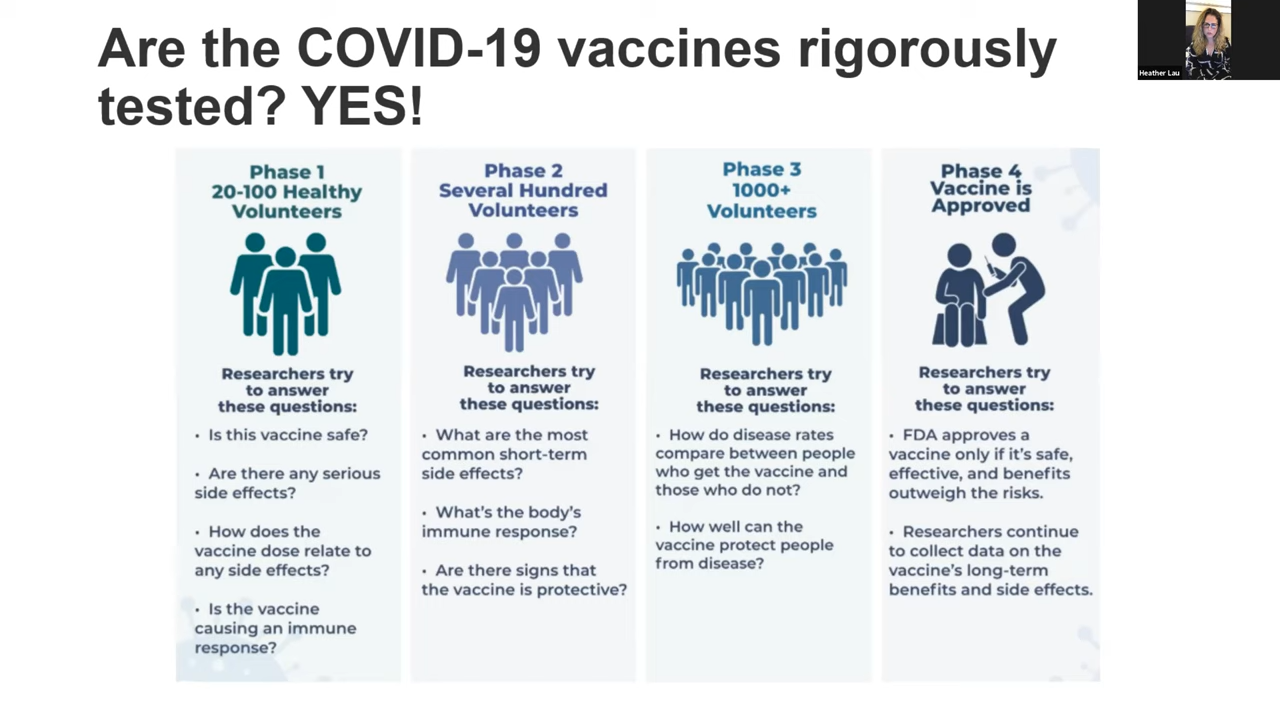 Are the COVID-19 vaccines rigorously
tested? YES!
Heather Lau
Phase 1
20-100 Healthy
Volunteers
Researchers try
to answer
these questions:
• Is this vaccine safe?
• Are there any serious
side effects?
• How does the
vaccine dose relate to
any side effects?
• Is the vaccine
causing an immune
response?
Phase 2
Several Hundred
Volunteers
Researchers try
to answer
these questions:
• What are the most
common short-term
side effects?
• What's the body's
immune response?
• Are there signs that
the vaccine is protective?
Phase 3
1000+
Volunteers
Researchers try
to answer
these questions:
• How do disease rates
compare between people
who get the vaccine and
those who do not?
• How well can the
vaccine protect people
from disease?
Phase 4
Vaccine is
Approved
Researchers try
to answer
these questions:
• FDA approves a
vaccine only if it's safe,
effective, and benefits
outweigh the risks.
• Researchers continue
to collect data on the
vaccine's long-term
benefits and side effects.